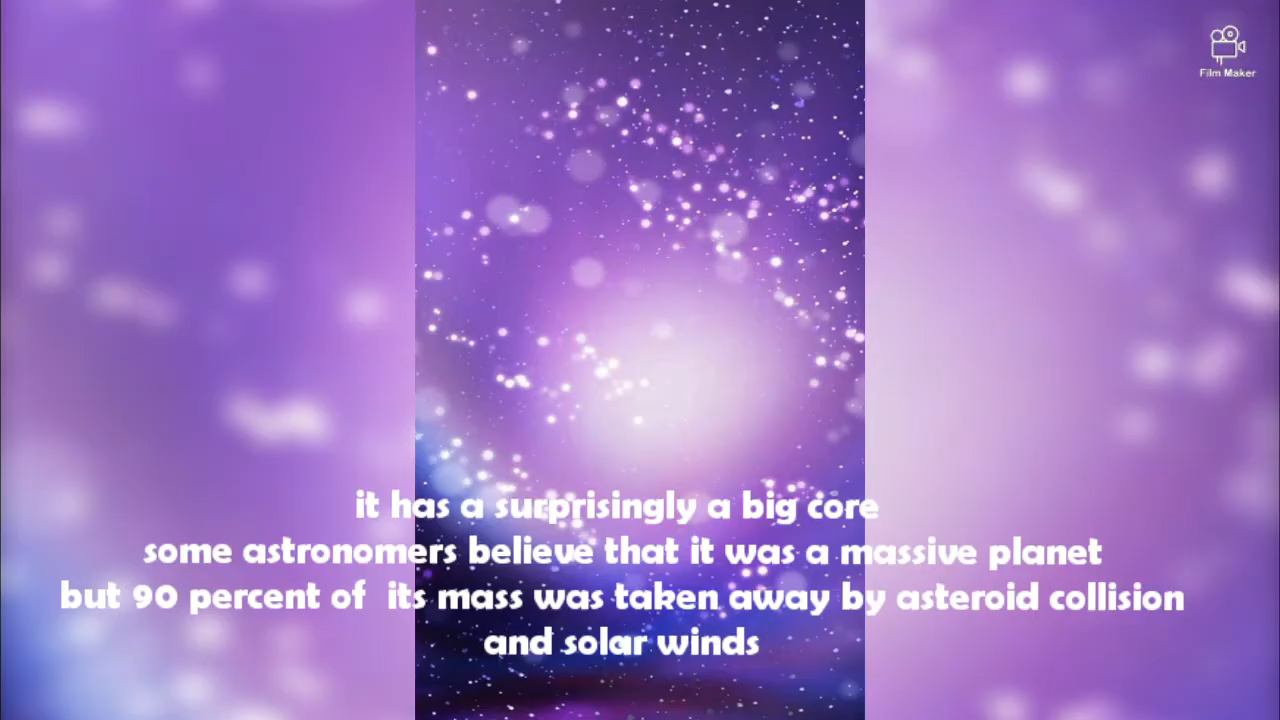 Film Maker
it has a surprisingly a big core
some astronomers believe that it was a massive planet
but 90 percent of its mass was taken away by asteroid collision
and solar winds